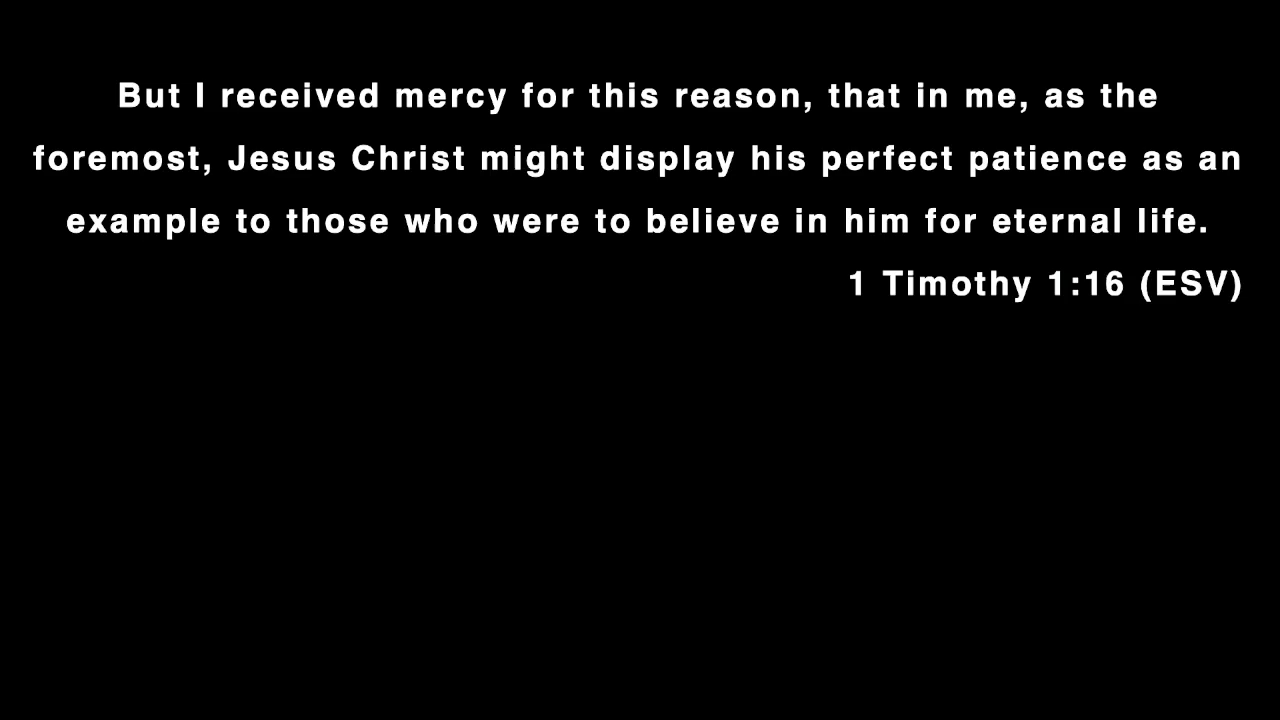 But I received mercy for this reason, that in me, as the
foremost, Jesus Christ might display his perfect patience as an
example to those who were to believe in him for eternal life.
1 Timothy 1:16 (ESV)